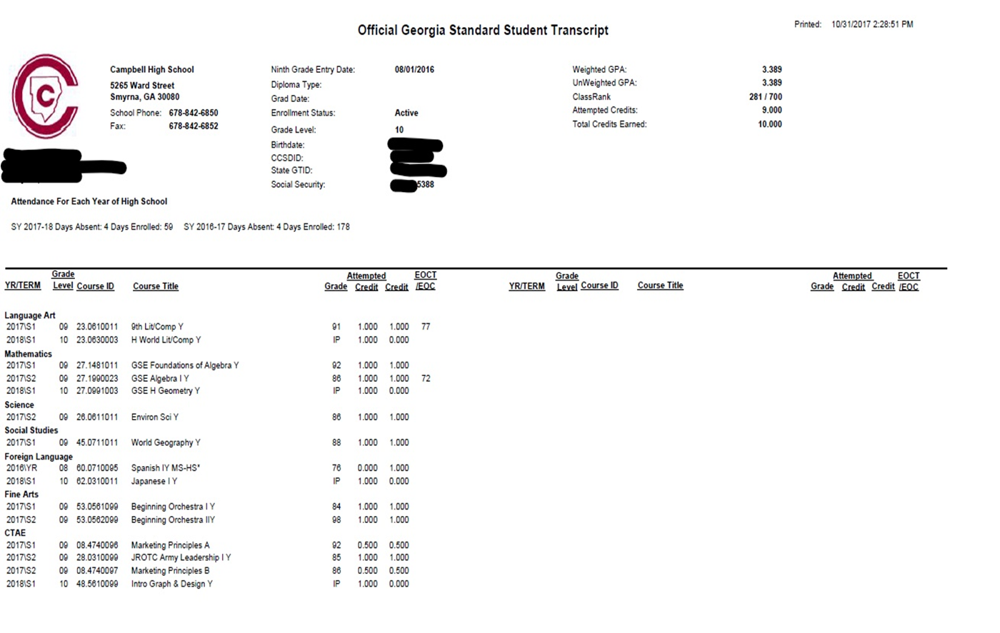 Official Georgia Standard Student Transcript
Printed: 10/31/2017 2:28:51 PM
C
Campbell High School
5265 Ward Street
Smyrna, GA 30080
School Phone: 678-842-6850
Fax: 678-842-6852
Ninth Grade Entry Date: 08/01/2016
Diploma Type:
Grad Date:
Enrollment Status: Active
Grade Level: 10
Birthdate:
CCSDID:
State GTID:
Social Security: 5388
Weighted GPA: 3.389
UnWeighted GPA: 3.389
ClassRank 281 / 700
Attempted Credits: 9.000
Total Credits Earned: 10.000
Attendance For Each Year of High School
SY 2017-18 Days Absent: 4 Days Enrolled: 59 SY 2016-17 Days Absent: 4 Days Enrolled: 178
YR/TERM Grade Level Course ID Course Title Grade Attempted Credit Credit EOCT /EOC
YR/TERM Grade Level Course ID Course Title Grade Attempted Credit Credit EOCT /EOC
Language Art
2017\S1 09 23.0610011 9th Lit/Comp Y 91 1.000 1.000 77
2018\S1 10 23.0630003 H World Lit/Comp Y IP 1.000 0.000
Mathematics
2017\S1 09 27.1481011 GSE Foundations of Algebra Y 92 1.000 1.000
2017\S2 09 27.1990023 GSE Algebra I Y 86 1.000 1.000 72
2018\S1 10 27.0991003 GSE H Geometry Y IP 1.000 0.000
Science
2017\S2 09 26.0611011 Environ Sci Y 86 1.000 1.000
Social Studies
2017\S1 09 45.0711011 World Geography Y 88 1.000 1.000
Foreign Language
2016\YR 08 60.0710095 Spanish IY MS-HS* 76 0.000 1.000
2018\S1 10 62.0310011 Japanese I Y IP 1.000 0.000
Fine Arts
2017\S1 09 53.0561099 Beginning Orchestra I Y 84 1.000 1.000
2017\S2 09 53.0562099 Beginning Orchestra IIY 98 1.000 1.000
CTAE
2017\S1 09 08.4740096 Marketing Principles A 92 0.500 0.500
2017\S2 09 28.0310099 JROTC Army Leadership I Y 85 1.000 1.000
2017\S2 09 08.4740097 Marketing Principles B 86 0.500 0.500
2018\S1 10 48.5610099 Intro Graph & Design Y IP 1.000 0.000